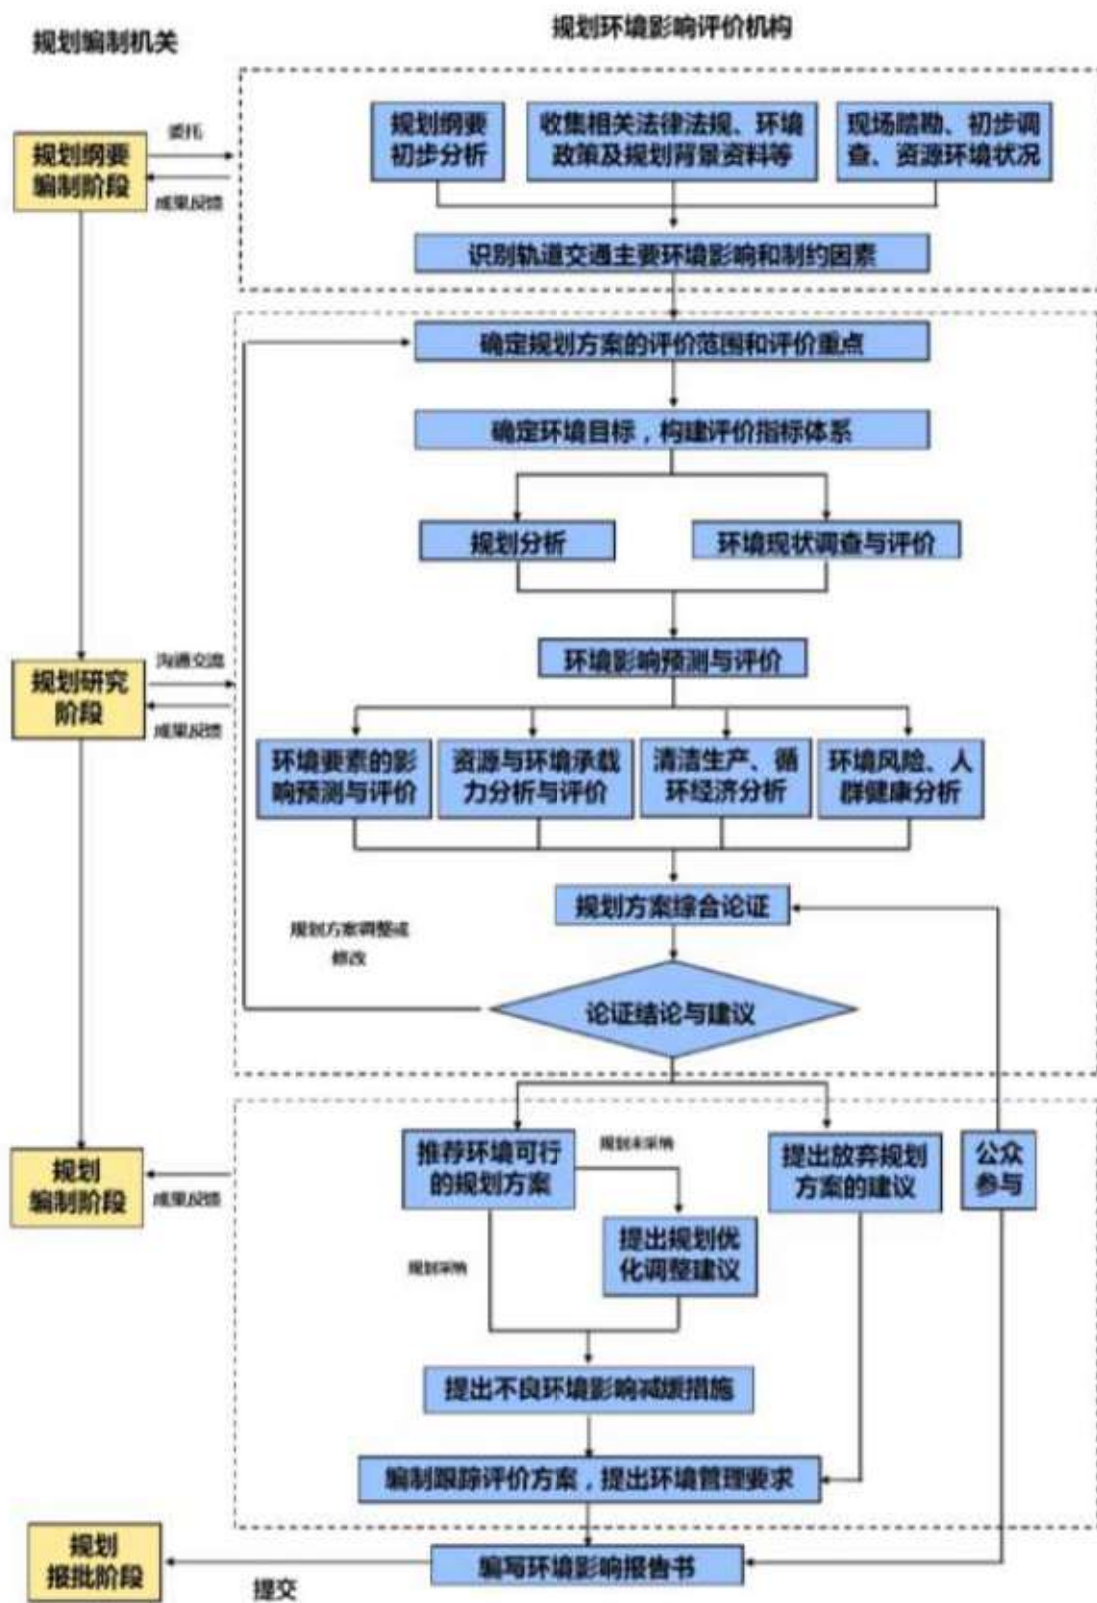 规划编制机关
规划环境影响评价机构
规划纲要
编制阶段
委托
成果反馈
规划纲要
初步分析
收集相关法律法规、环境
政策及规划背景资料等
现场踏勘、初步调
查、资源环境状况
识别轨道交通主要环境影响和制约因素
确定规划方案的评价范围和评价重点
确定环境目标，构建评价指标体系
规划分析
环境现状调查与评价
环境影响预测与评价
规划研究
阶段
沟通交流
成果反馈
环境要素的影
响预测与评价
资源与环境承载
力分析与评价
清洁生产、循
环经济分析
环境风险、人
群健康分析
规划方案综合论证
规划方案调整或
修改
论证结论与建议
规划
编制阶段
成果反馈
推荐环境可行
的规划方案
规划未采纳
提出放弃规划
方案的建议
公众
参与
提出规划优
化调整建议
规划采纳
提出不良环境影响减缓措施
编制跟踪评价方案，提出环境管理要求
规划
报批阶段
提交
编写环境影响报告书